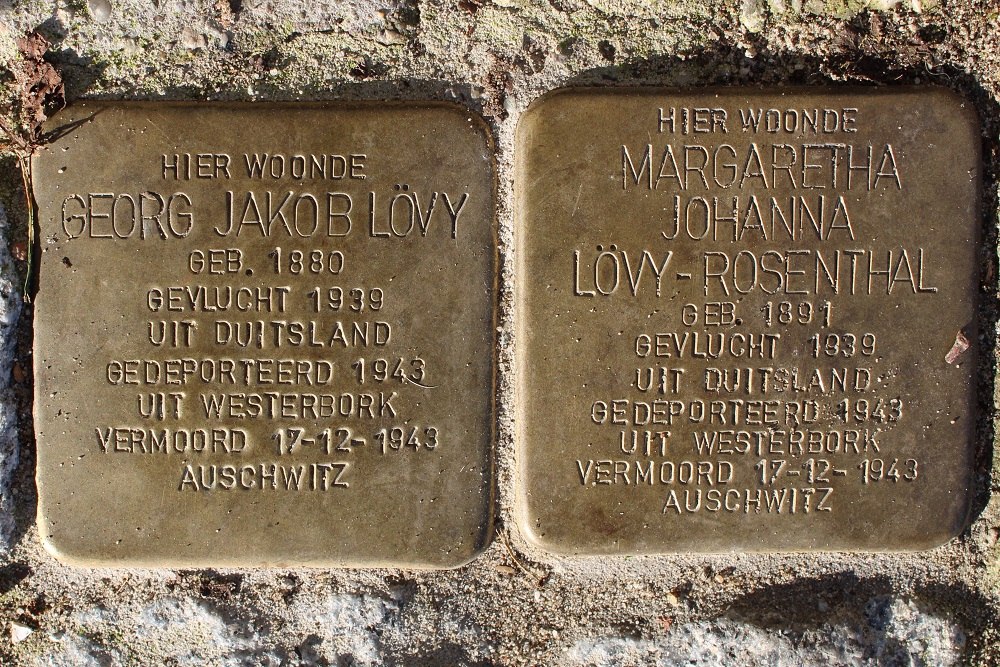 HIER WOONDE
GEORG JAKOB LÖVY
GEB. 1880
GEVLUCHT 1939
UIT DUITSLAND
GEDEPORTEERD 1943
UIT WESTERBORK
VERMOORD 17-12-1943
AUSCHWITZ
HIER WOONDE
MARGARETHA
JOHANNA
LÖVY-ROSENTHAL
GEB. 1891
GEVLUCHT 1939
UIT DUITSLAND
GEDEPORTEERD 1943
UIT WESTERBORK
VERMOORD 17-12-1943
AUSCHWITZ